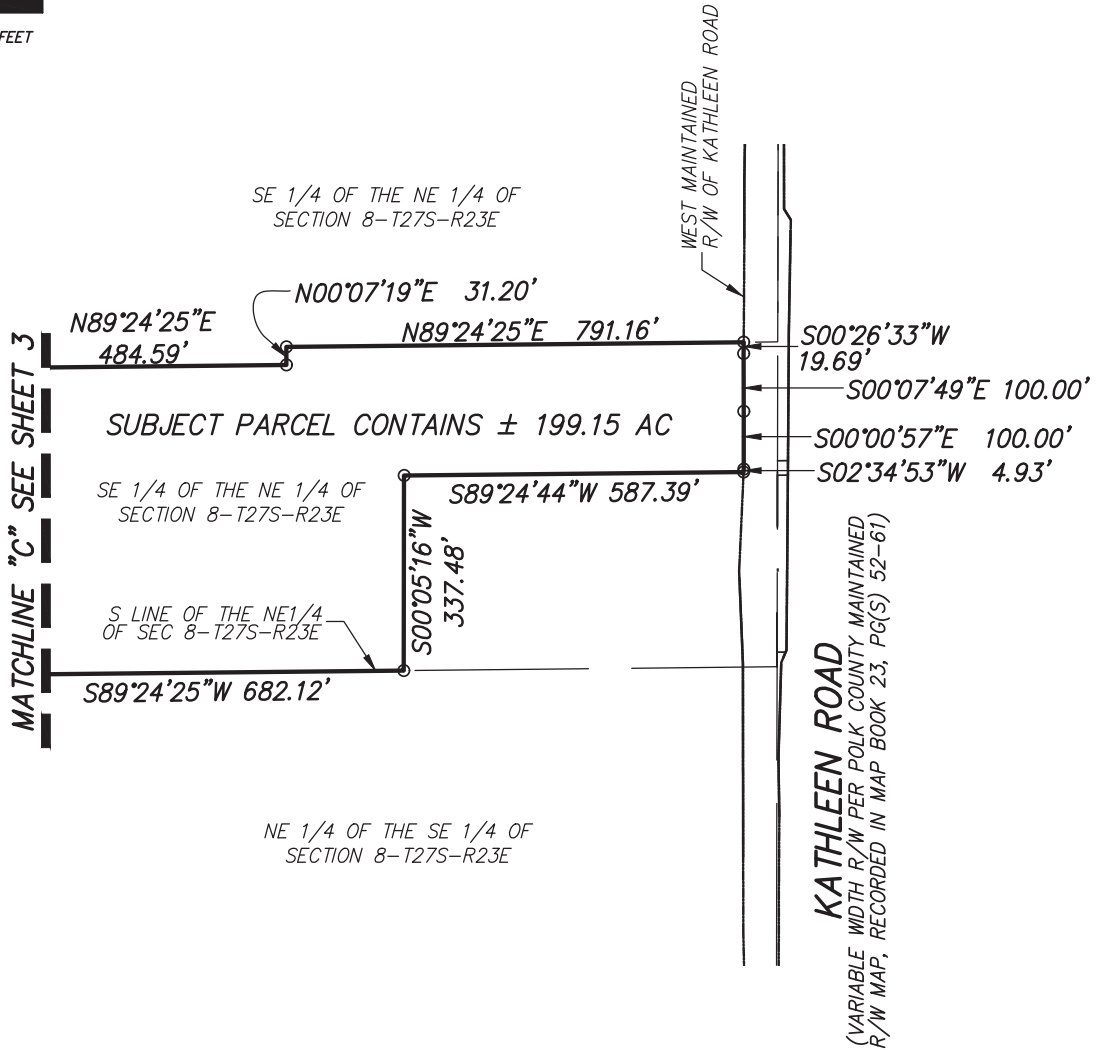 FEET
WEST MAINTAINED
R/W OF KATHLEEN ROAD
SE 1/4 OF THE NE 1/4 OF
SECTION 8-T27S-R23E
N00°07'19"E 31.20'
N89°24'25"E
484.59'
N89°24'25"E 791.16'
S00°26'33"W
19.69'
S00°07'49"E 100.00'
SUBJECT PARCEL CONTAINS ± 199.15 AC
S00°00'57"E 100.00'
S02°34'53"W 4.93'
MATCHLINE "C" SEE SHEET 3
SE 1/4 OF THE NE 1/4 OF
SECTION 8-T27S-R23E
S89°24'44"W 587.39'
S00°05'16"W
337.48'
S LINE OF THE NE1/4
OF SEC 8-T27S-R23E
S89°24'25"W 682.12'
KATHLEEN ROAD
(VARIABLE WIDTH R/W PER POLK COUNTY MAINTAINED
R/W MAP, RECORDED IN MAP BOOK 23, PG(S) 52-61)
NE 1/4 OF THE SE 1/4 OF
SECTION 8-T27S-R23E